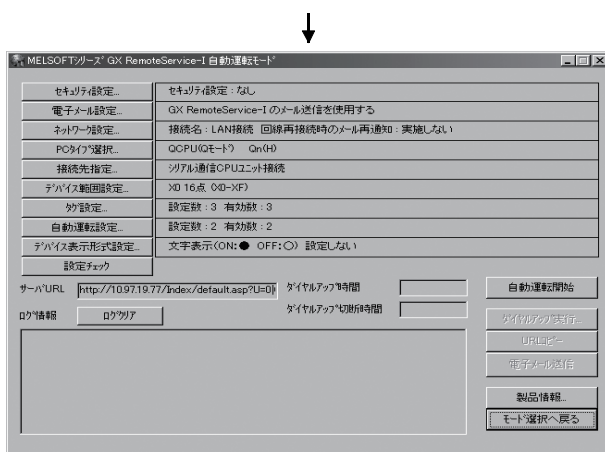 MELSOFTシリーズ GX RemoteService-I 自動運転モード
セキュリティ設定... セキュリティ設定：なし
電子メール設定... GX RemoteService-I のメール送信を使用する
ネットワーク設定... 接続名：LAN接続 回線再接続時のメール再通知：実施しない
PCタイプ選択... QCPU(Qモード) Qn(H)
接続先指定... シリアル通信CPUユニット接続
デバイス範囲設定... X0 16点 (X0-XF)
タグ設定... 設定数：3 有効数：3
自動運転設定... 設定数：2 有効数：2
デバイス表示形式設定... 文字表示(ON:● OFF:○) 設定しない
設定チェック
サーバURL http://10.97.19.77/Index/default.asp?U=0 ダイヤルアップ時間 自動運転開始
ログ情報 ログクリア ダイヤルアップ切断時間
ダイヤルアップ実行...
URLコピー
電子メール送信
製品情報...
モード選択へ戻る